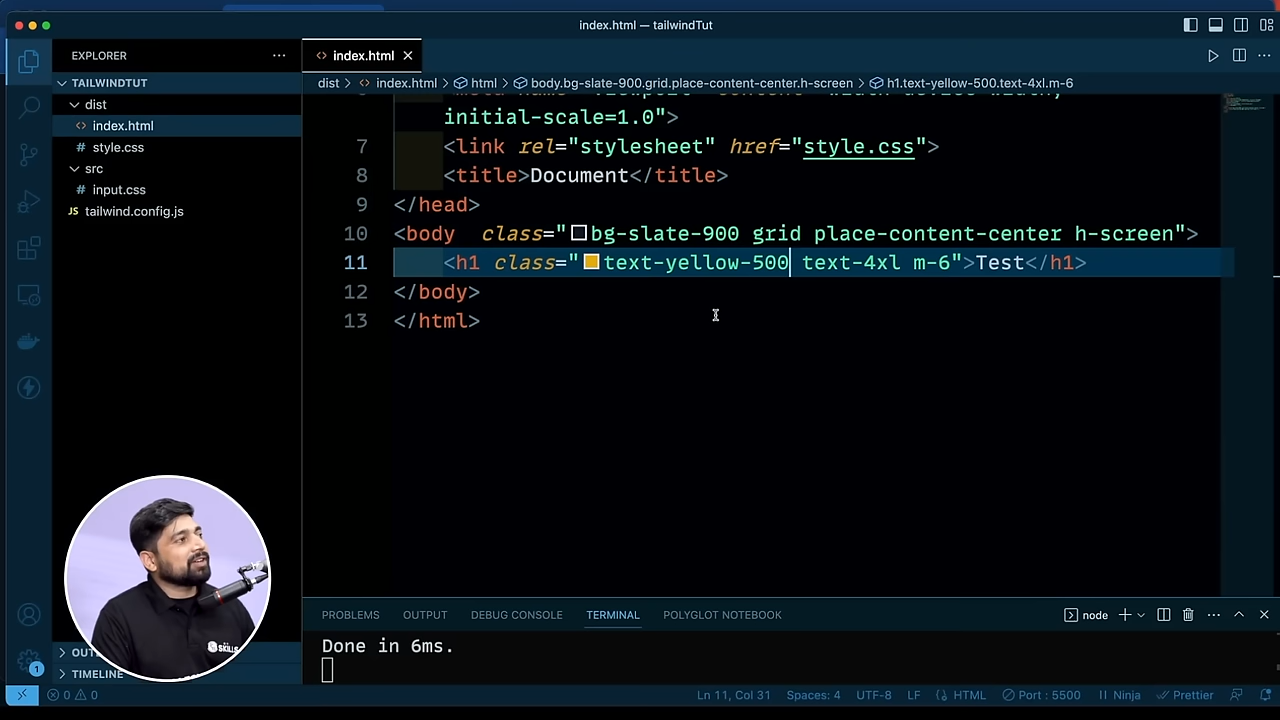 index.html — tailwindTut
EXPLORER
index.html
TAILWINDTUT
dist > index.html > html > body.bg-slate-900.grid.place-content-center.h-screen > h1.text-yellow-500.text-4xl.m-6
dist
index.html
style.css
src
input.css
JS tailwind.config.js
initial-scale=1.0">
7 <link rel="stylesheet" href="style.css">
8 <title>Document</title>
9 </head>
10 <body  class="bg-slate-900 grid place-content-center h-screen">
11 <h1 class="text-yellow-500 text-4xl m-6">Test</h1>
12 </body>
13 </html>
PROBLEMS OUTPUT DEBUG CONSOLE TERMINAL POLYGLOT NOTEBOOK
node
Done in 6ms.
TIMELINE
1
0 0 Ln 11, Col 31 Spaces: 4 UTF-8 LF HTML Port : 5500 Ninja Prettier